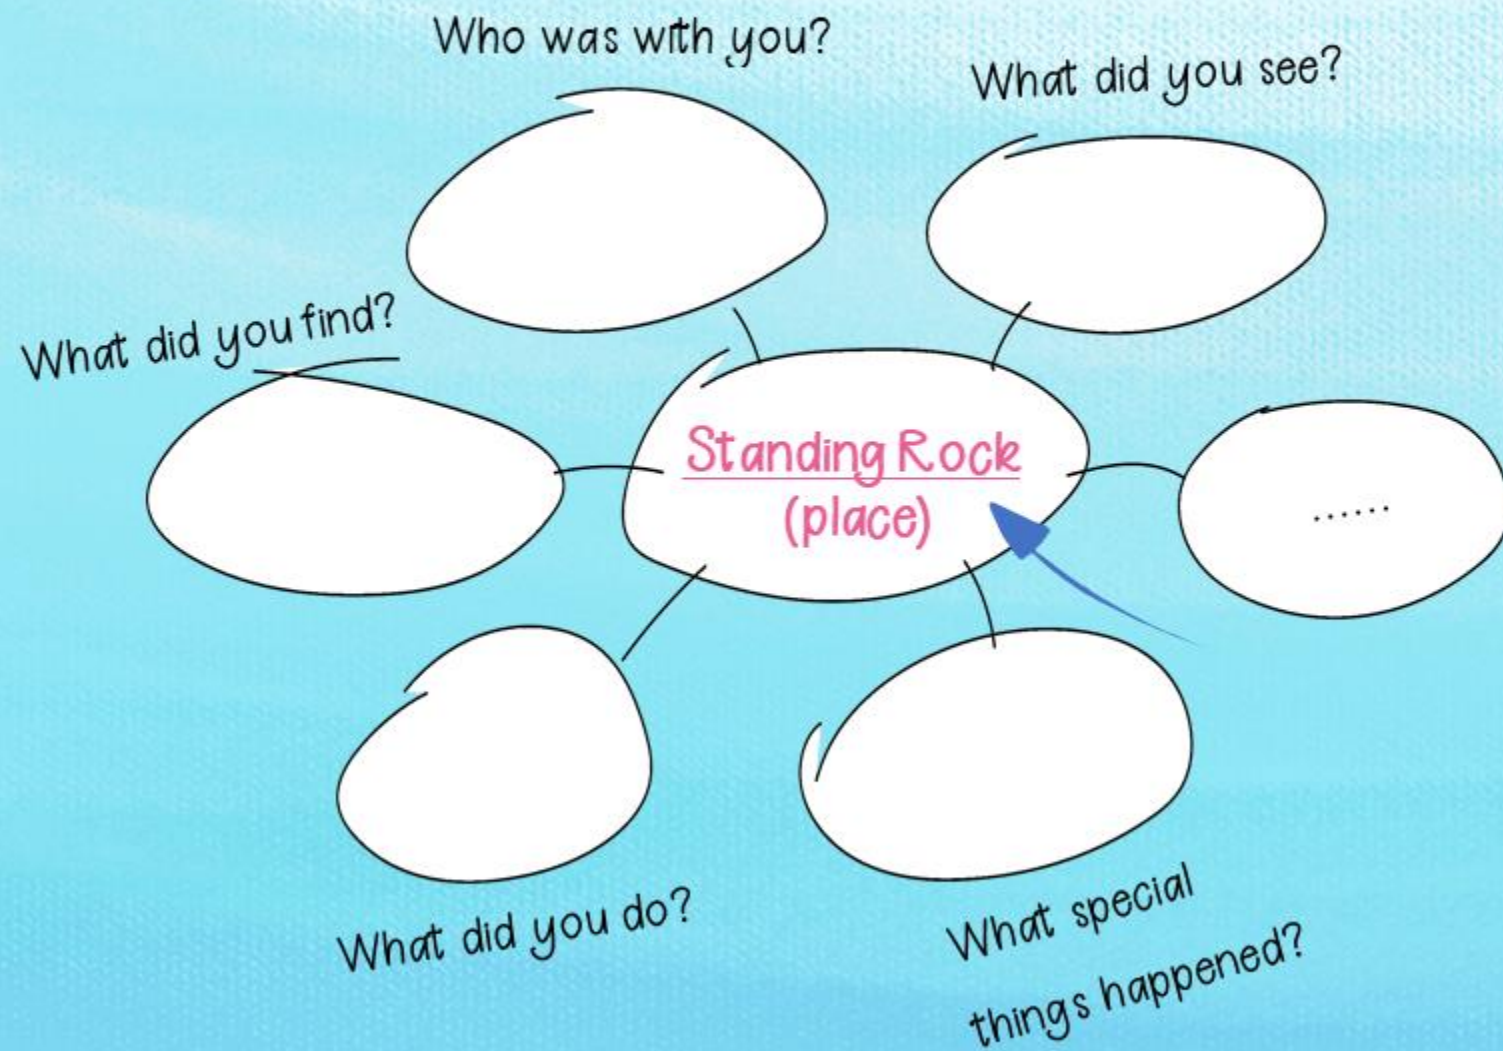 Who was with you?
What did you see?
What did you find?
Standing Rock
(place)
......
What did you do?
What special
things happened?